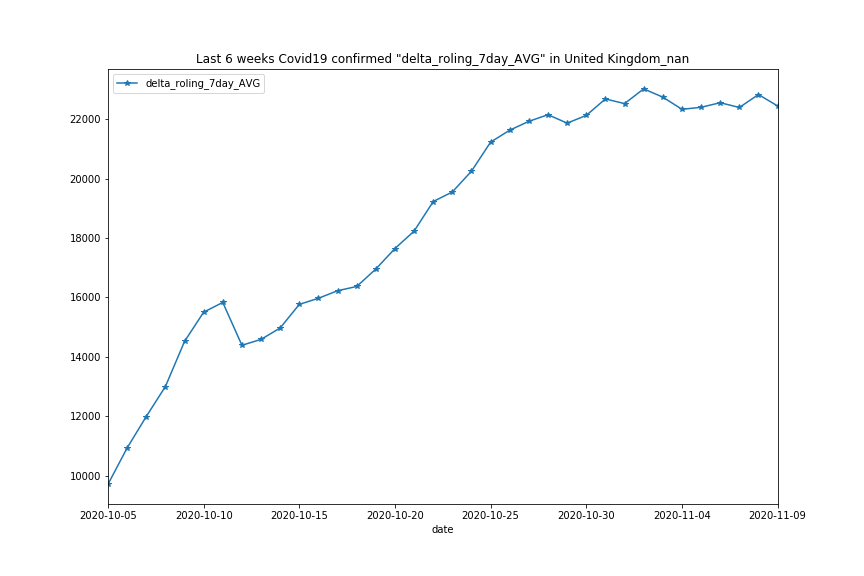 Last 6 weeks Covid19 confirmed "delta_roling_7day_AVG" in United Kingdom_nan
delta_roling_7day_AVG
22000
20000
18000
16000
14000
12000
10000
2020-10-05 2020-10-10 2020-10-15 2020-10-20 2020-10-25 2020-10-30 2020-11-04 2020-11-09
date